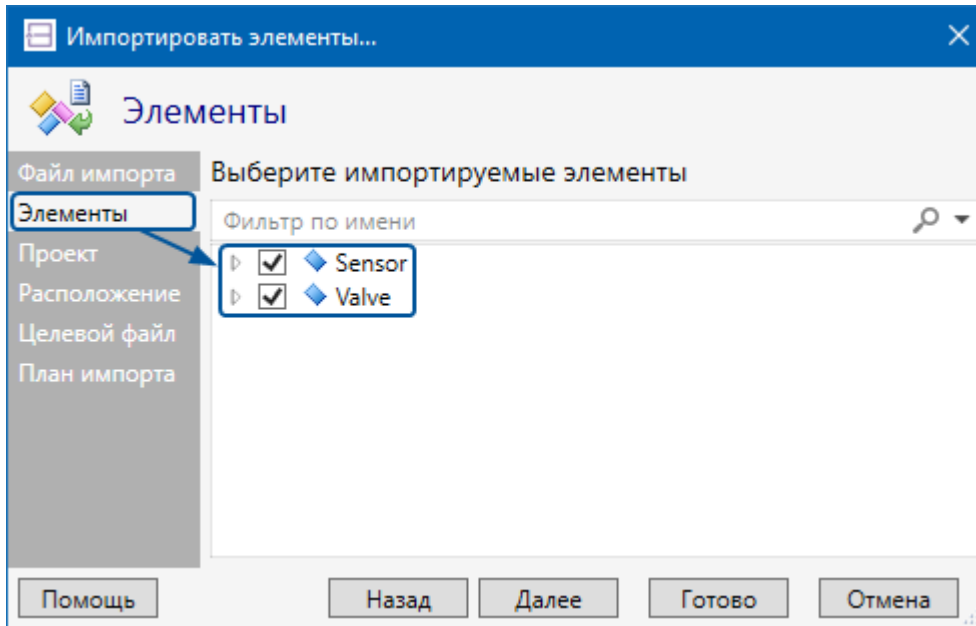 Импортировать элементы...
Элементы
Файл импорта
Элементы
Проект
Расположение
Целевой файл
План импорта
Выберите импортируемые элементы
Фильтр по имени
Sensor
Valve
Помощь
Назад
Далее
Готово
Отмена